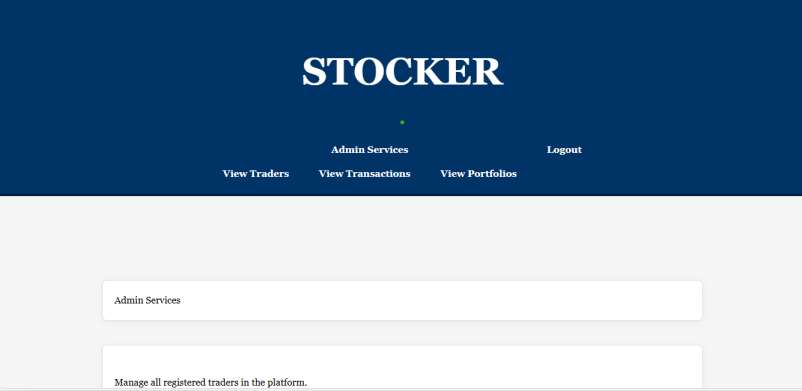 STOCKER
Admin Services Logout
View Traders View Transactions View Portfolios
Admin Services
Manage all registered traders in the platform.